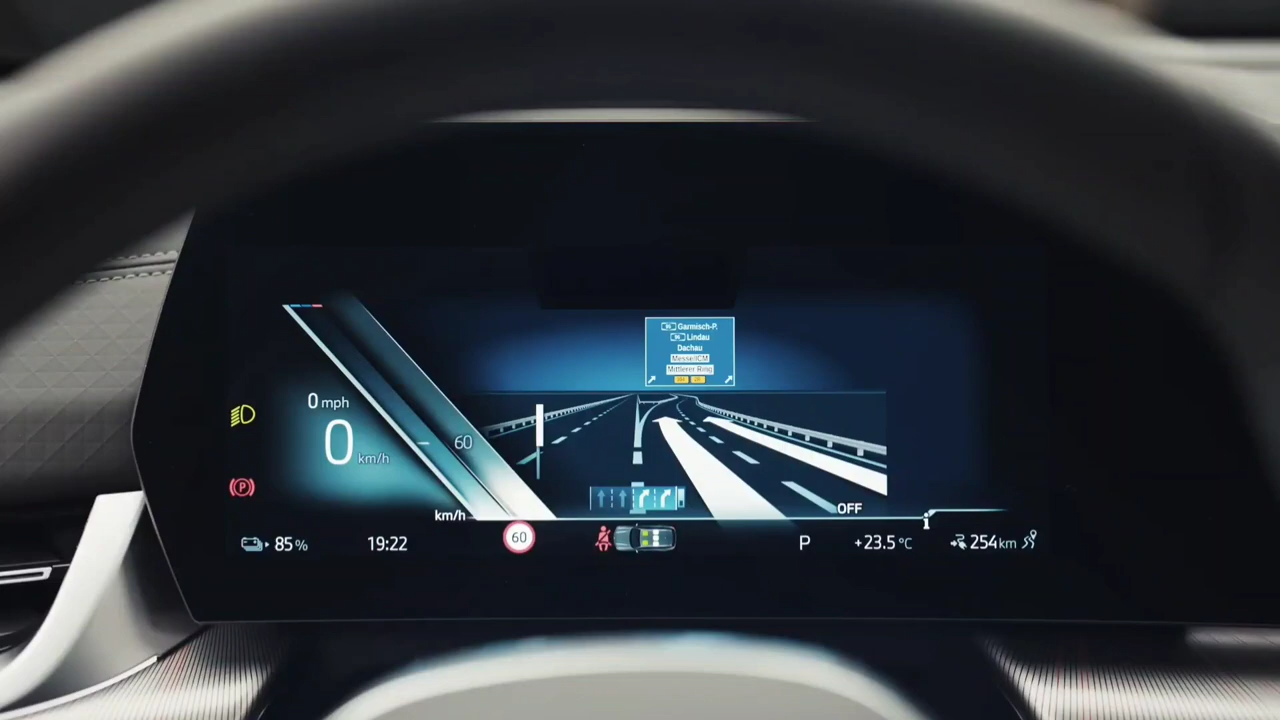 Garmisch-P.
Lindau
Dachau
Messe/ICM
Mittlerer Ring
0 mph
0 km/h
60
OFF
km/h
85 %
19:22
60
P
+23.5 °C
254 km